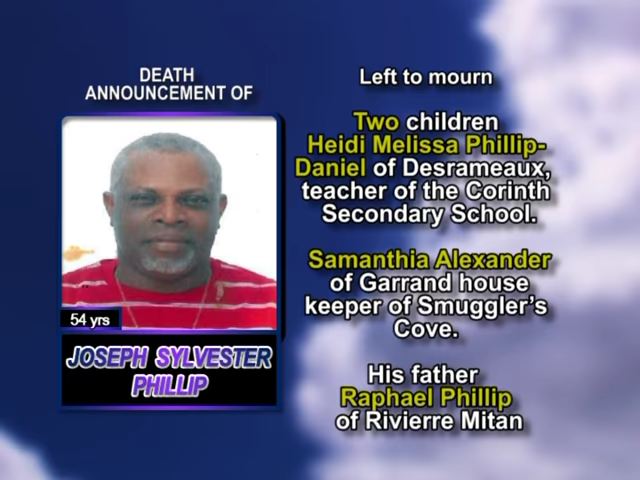 DEATH
ANNOUNCEMENT OF
54 yrs
JOSEPH SYLVESTER
PHILLIP
Left to mourn
Two children
Heidi Melissa Phillip-
Daniel of Desrameaux,
teacher of the Corinth
Secondary School.
Samanthia Alexander
of Garrand house
keeper of Smuggler's
Cove.
His father
Raphael Phillip
of Rivierre Mitan